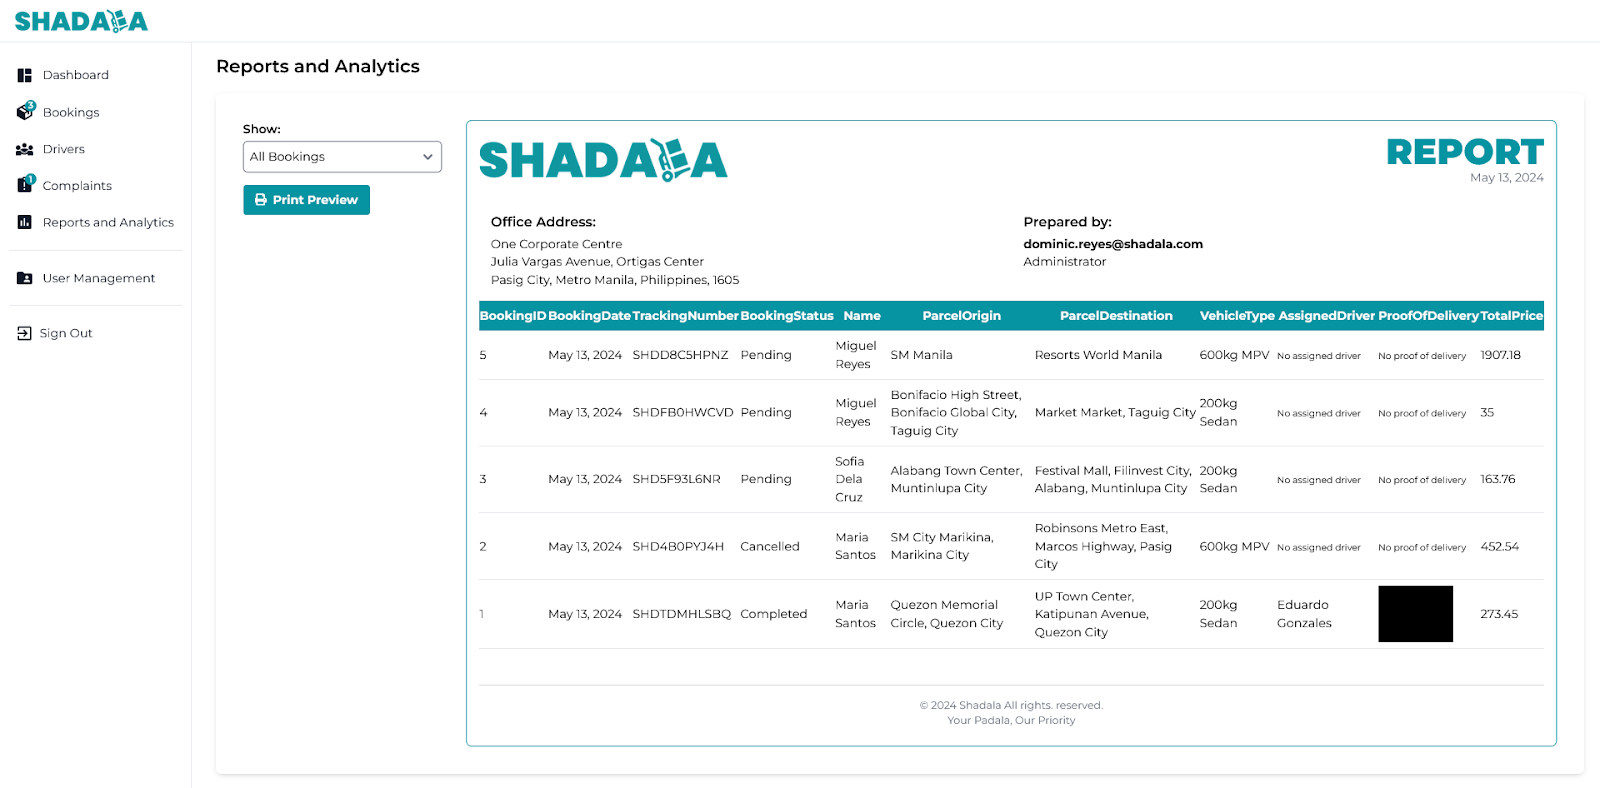 SHADALA
Dashboard
3
Bookings
Drivers
1
Complaints
Reports and Analytics
User Management
Sign Out
Reports and Analytics
Show:
All Bookings
Print Preview
SHADALA
REPORT
May 13, 2024
Office Address:
One Corporate Centre
Julia Vargas Avenue, Ortigas Center
Pasig City, Metro Manila, Philippines, 1605
Prepared by:
dominic.reyes@shadala.com
Administrator
BookingID BookingDate TrackingNumber BookingStatus Name ParcelOrigin ParcelDestination VehicleType AssignedDriver ProofOfDelivery TotalPrice
5 May 13, 2024 SHDD8C5HPNZ Pending Miguel Reyes SM Manila Resorts World Manila 600kg MPV No assigned driver No proof of delivery 1907.18
4 May 13, 2024 SHDFB0HWCVD Pending Miguel Reyes Bonifacio High Street, Bonifacio Global City, Taguig City Market Market, Taguig City 200kg Sedan No assigned driver No proof of delivery 35
3 May 13, 2024 SHD5F93L6NR Pending Sofia Dela Cruz Alabang Town Center, Muntinlupa City Festival Mall, Filinvest City, Alabang, Muntinlupa City 200kg Sedan No assigned driver No proof of delivery 163.76
2 May 13, 2024 SHD4B0PYJ4H Cancelled Maria Santos SM City Marikina, Marikina City Robinsons Metro East, Marcos Highway, Pasig City 600kg MPV No assigned driver No proof of delivery 452.54
1 May 13, 2024 SHDTDMHLSBQ Completed Maria Santos Quezon Memorial Circle, Quezon City UP Town Center, Katipunan Avenue, Quezon City 200kg Sedan Eduardo Gonzales 273.45
© 2024 Shadala All rights. reserved.
Your Padala, Our Priority